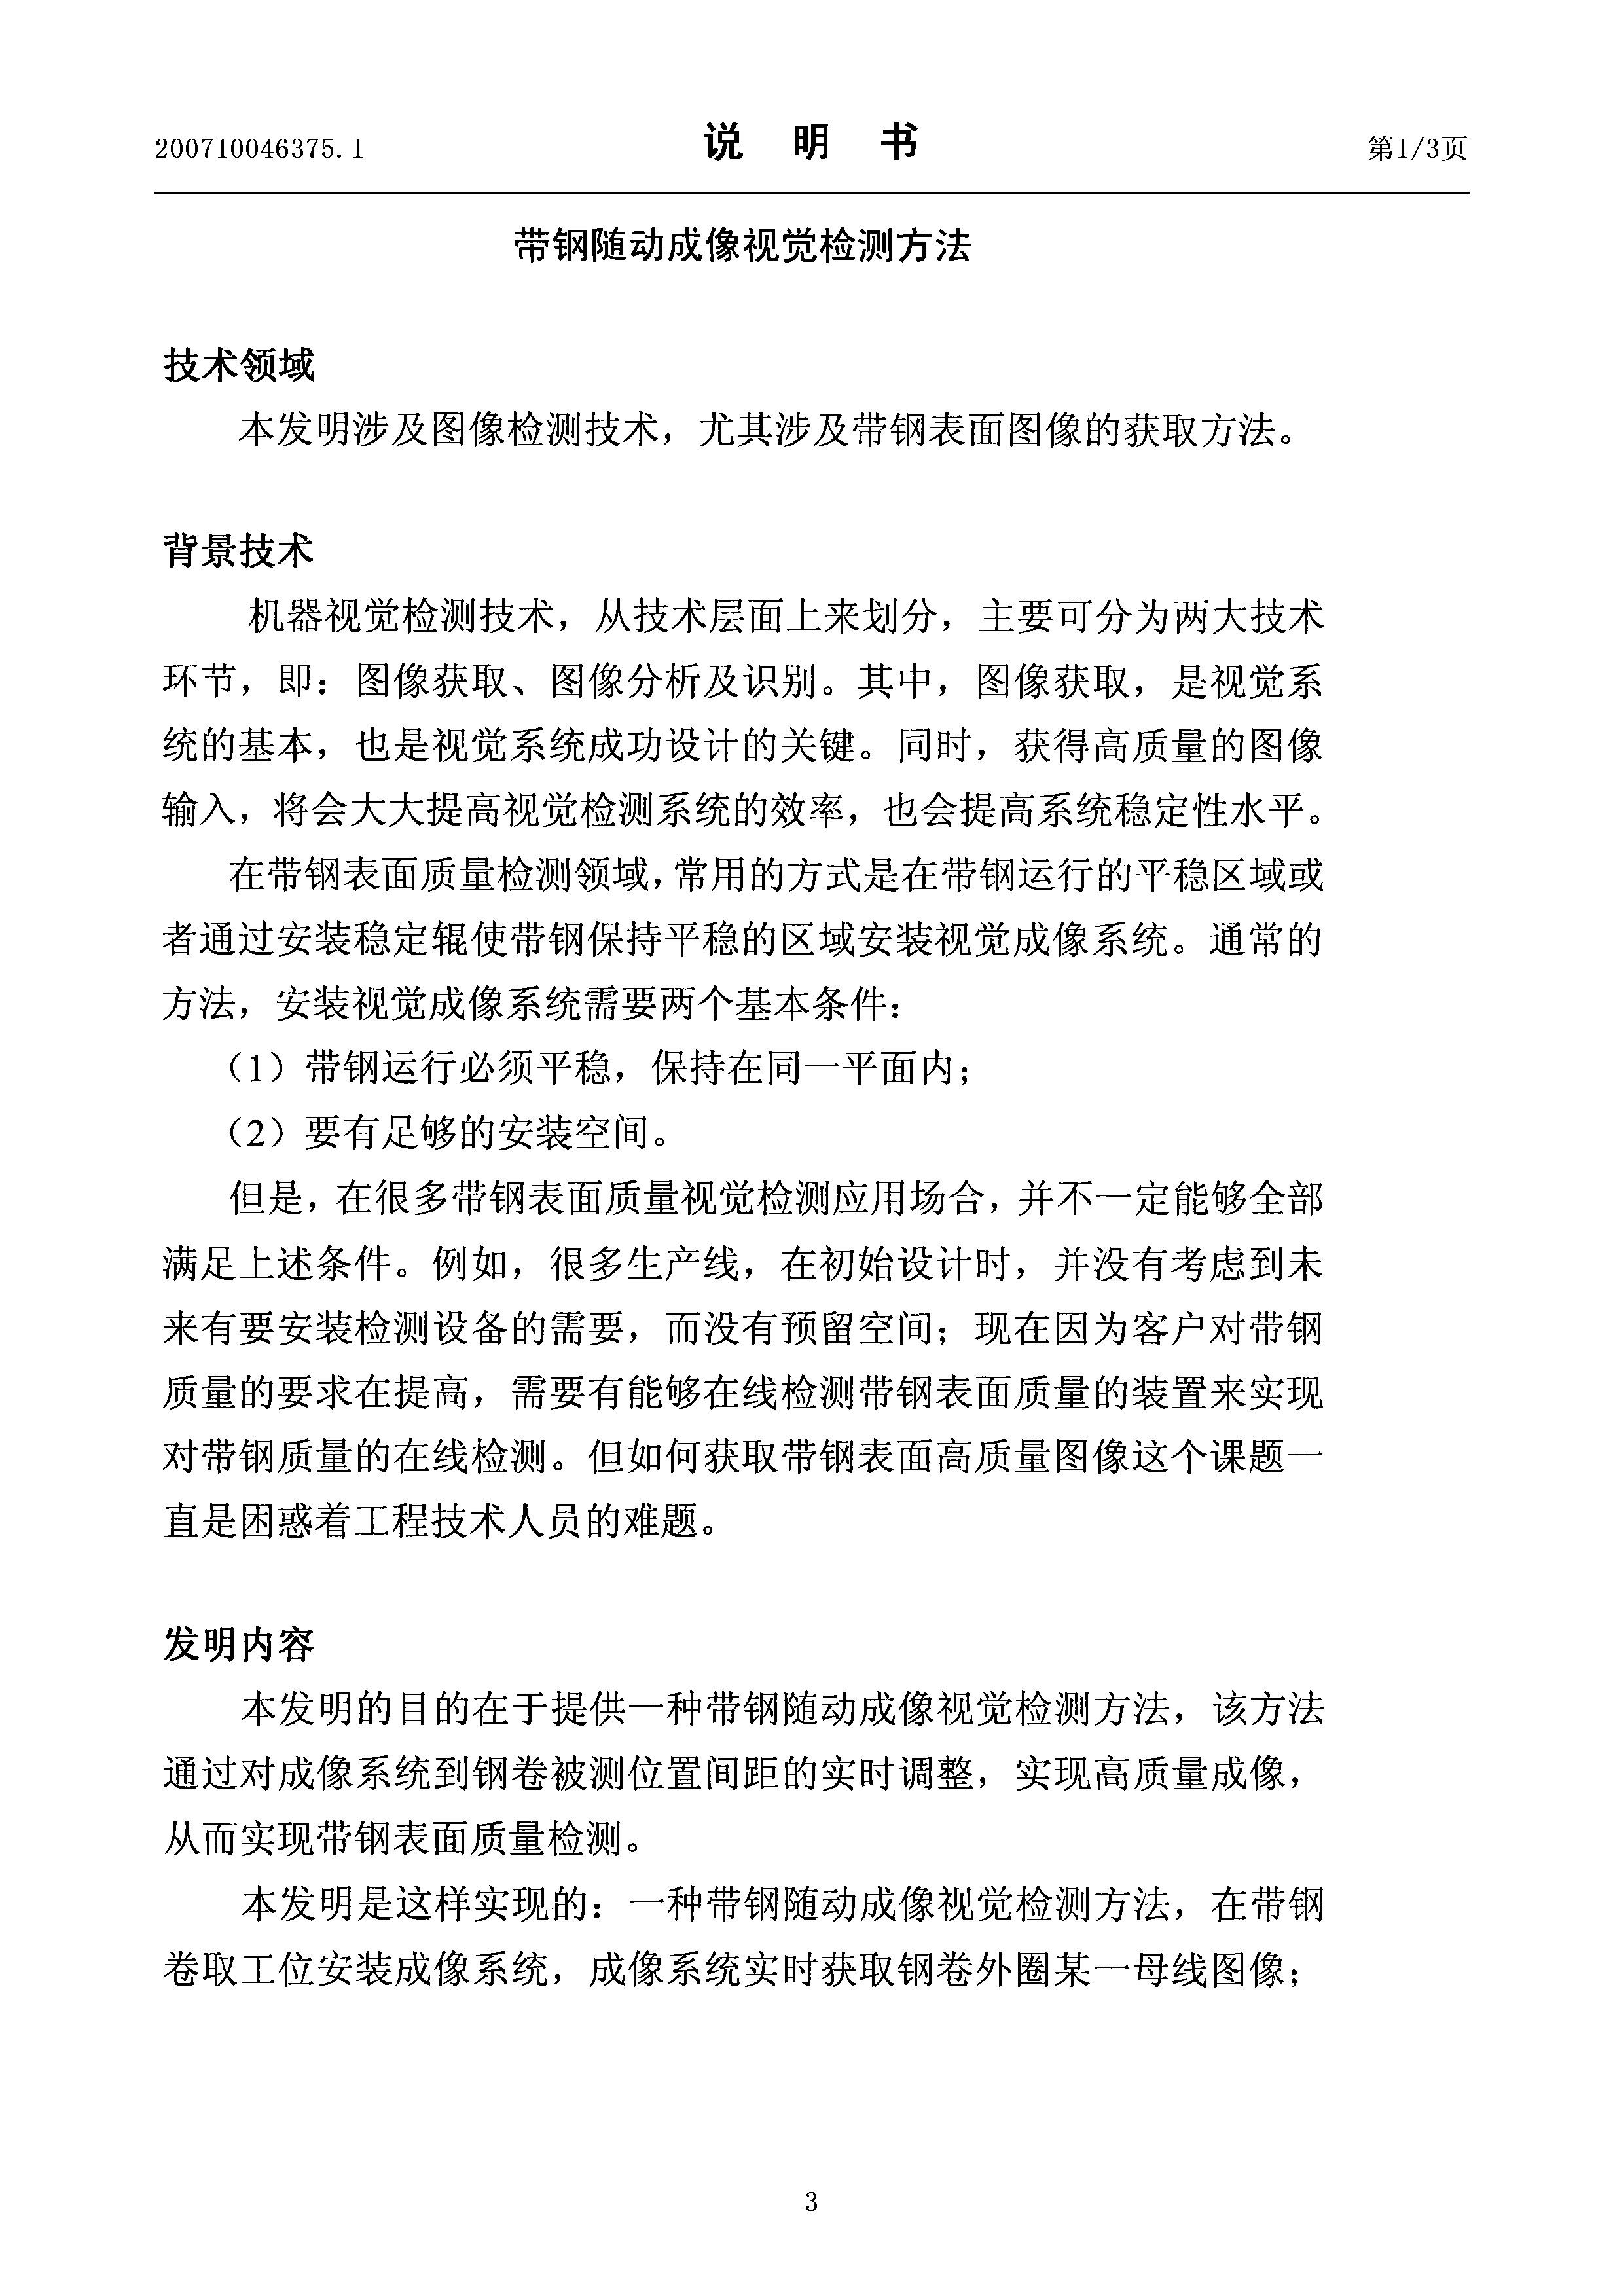 200710046375.1
说 明 书
第1/3页
带钢随动成像视觉检测方法
技术领域
本发明涉及图像检测技术，尤其涉及带钢表面图像的获取方法。
背景技术
机器视觉检测技术，从技术层面上来划分，主要可分为两大技术
环节，即：图像获取、图像分析及识别。其中，图像获取，是视觉系
统的基本，也是视觉系统成功设计的关键。同时，获得高质量的图像
输入，将会大大提高视觉检测系统的效率，也会提高系统稳定性水平。
在带钢表面质量检测领域，常用的方式是在带钢运行的平稳区域或
者通过安装稳定辊使带钢保持平稳的区域安装视觉成像系统。通常的
方法，安装视觉成像系统需要两个基本条件：
（1）带钢运行必须平稳，保持在同一平面内；
（2）要有足够的安装空间。
但是，在很多带钢表面质量视觉检测应用场合，并不一定能够全部
满足上述条件。例如，很多生产线，在初始设计时，并没有考虑到未
来有要安装检测设备的需要，而没有预留空间；现在因为客户对带钢
质量的要求在提高，需要有能够在线检测带钢表面质量的装置来实现
对带钢质量的在线检测。但如何获取带钢表面高质量图像这个课题一
直是困惑着工程技术人员的难题。
发明内容
本发明的目的在于提供一种带钢随动成像视觉检测方法，该方法
通过对成像系统到钢卷被测位置间距的实时调整，实现高质量成像，
从而实现带钢表面质量检测。
本发明是这样实现的：一种带钢随动成像视觉检测方法，在带钢
卷取工位安装成像系统，成像系统实时获取钢卷外圈某一母线图像；
3